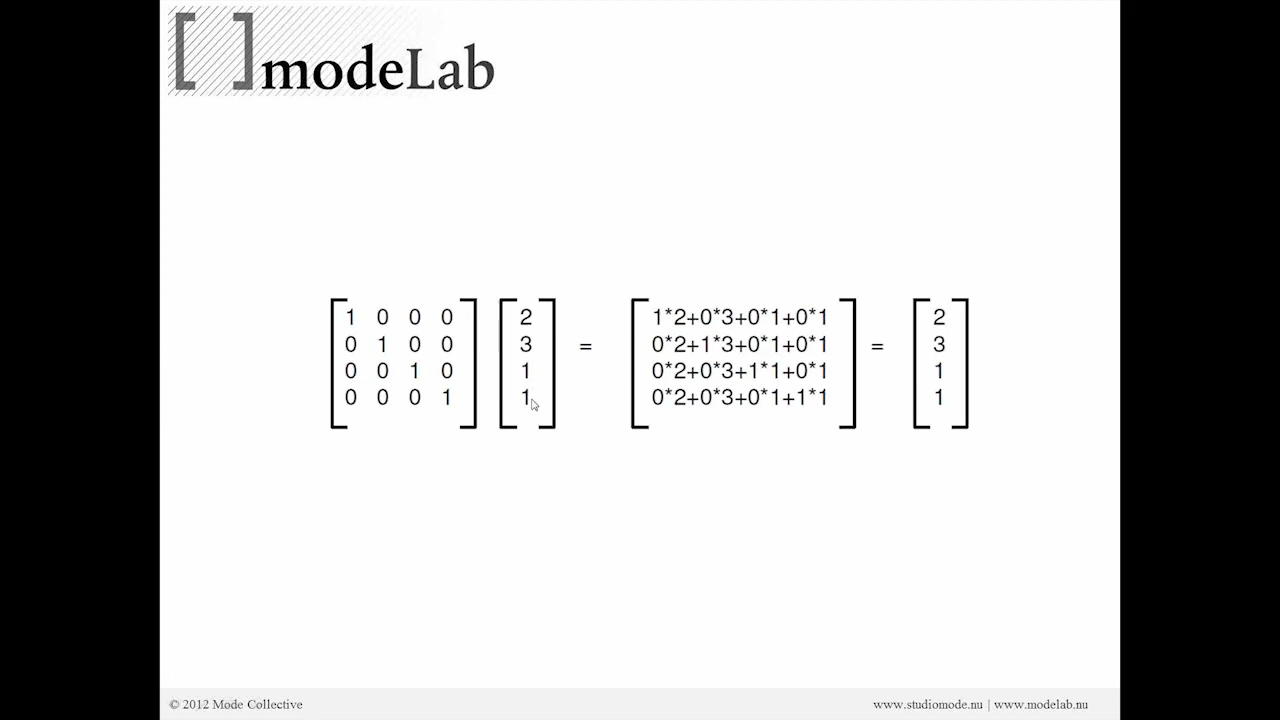 [ ] modeLab
1 0 0 0 2 1*2+0*3+0*1+0*1 2
0 1 0 0 3 = 0*2+1*3+0*1+0*1 = 3
0 0 1 0 1 0*2+0*3+1*1+0*1 1
0 0 0 1 1 0*2+0*3+0*1+1*1 1
© 2012 Mode Collective www.studiomode.nu | www.modelab.nu